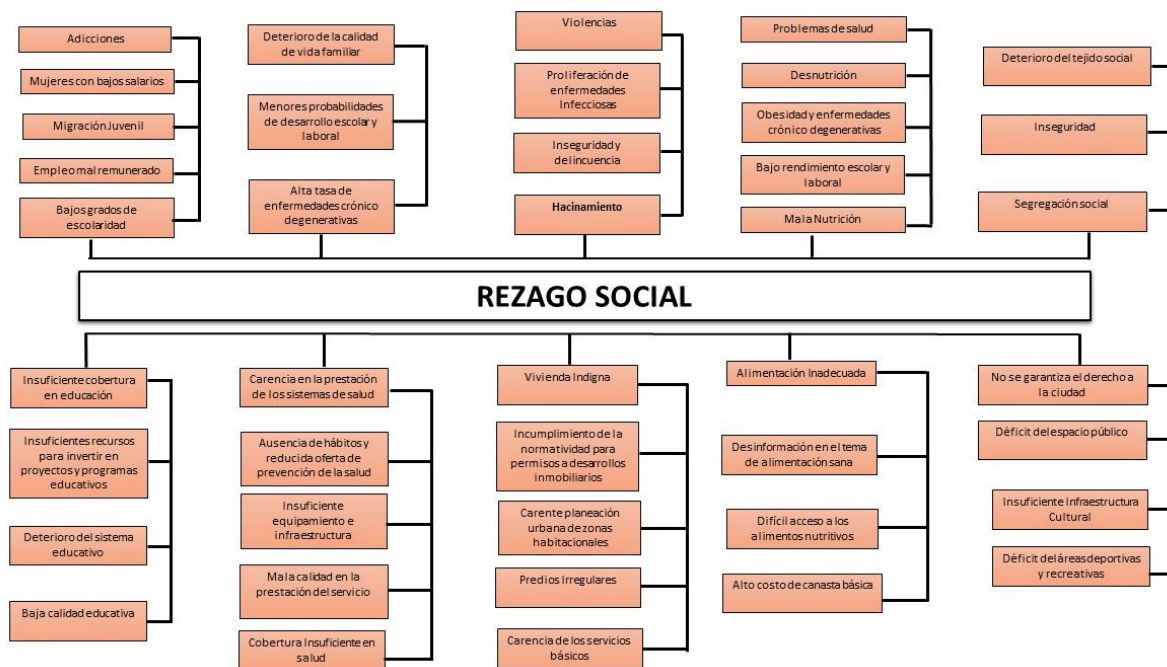 Adicciones
Mujeres con bajos salarios
Migración Juvenil
Empleo mal remunerado
Bajos grados de
escolaridad
Deterioro de la calidad
de vida familiar
Menores probabilidades
de desarrollo escolar y
laboral
Alta tasa de
enfermedades crónico
degenerativas
Violencias
Proliferación de
enfermedades
Infecciosas
Inseguridad y
delincuencia
Hacinamiento
Problemas de salud
Desnutrición
Obesidad y enfermedades
crónico degenerativas
Bajo rendimiento escolar y
laboral
Mala Nutrición
Deterioro del tejido social
Inseguridad
Segregación social
REZAGO SOCIAL
Insuficiente cobertura
en educación
Insuficientes recursos
para invertir en
proyectos y programas
educativos
Deterioro del sistema
educativo
Baja calidad educativa
Carencia en la prestación
de los sistemas de salud
Ausencia de hábitos y
reducida oferta de
prevención de la salud
Insuficiente
equipamiento e
infraestructura
Mala calidad en la
prestación del servicio
Cobertura Insuficiente en
salud
Vivienda Indigna
Incumplimiento de la
normatividad para
permisos a desarrollos
inmobiliarios
Carente planeación
urbana de zonas
habitacionales
Predios Irregulares
Carencia de los servicios
básicos
Alimentación Inadecuada
Desinformación en el tema
de alimentación sana
Difícil acceso a los
alimentos nutritivos
Alto costo de canasta básica
No se garantiza el derecho a
la ciudad
Déficit del espacio público
Insuficiente Infraestructura
Cultural
Déficit del áreas deportivas
y recreativas